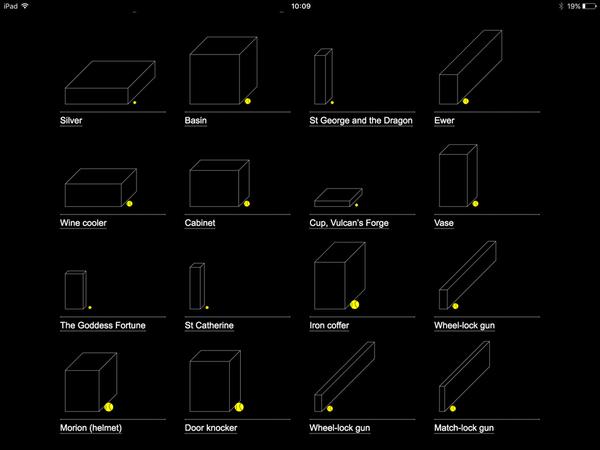 iPad 10:09 19%
Silver Basin St George and the Dragon Ewer
Wine cooler Cabinet Cup, Vulcan's Forge Vase
The Goddess Fortune St Catherine Iron coffer Wheel-lock gun
Morion (helmet) Door knocker Wheel-lock gun Match-lock gun